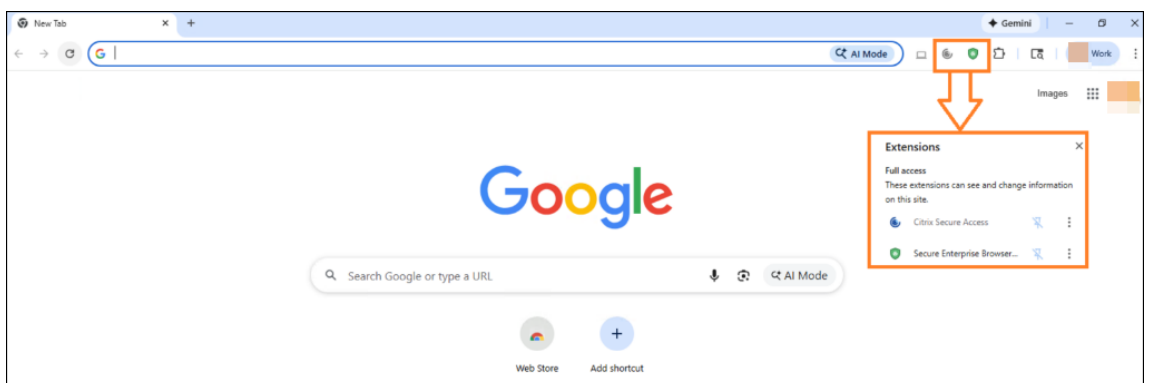 New Tab
Gemini
AI Mode
Work
Images
Extensions
Full access
These extensions can see and change information
on this site.
Citrix Secure Access
Secure Enterprise Browser...
Google
Search Google or type a URL
AI Mode
Web Store
Add shortcut